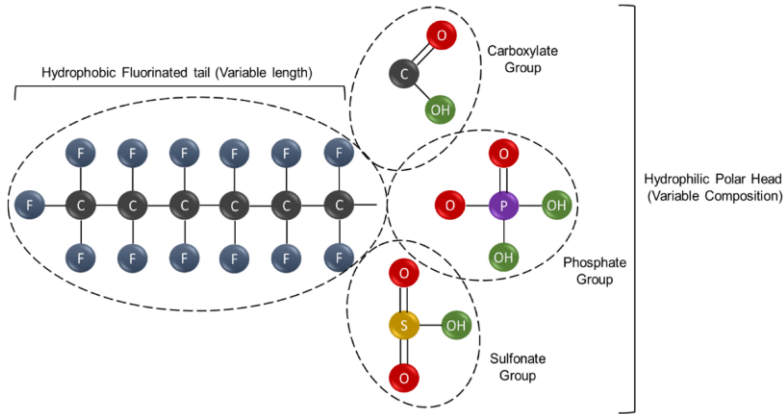 Hydrophobic Fluorinated tail (Variable length)
O
C
OH
Carboxylate
Group
F F F F F F
F C C C C C C
F F F F F F
O
O P OH
OH
Phosphate
Group
Hydrophilic Polar Head
(Variable Composition)
O
S OH
O
Sulfonate
Group